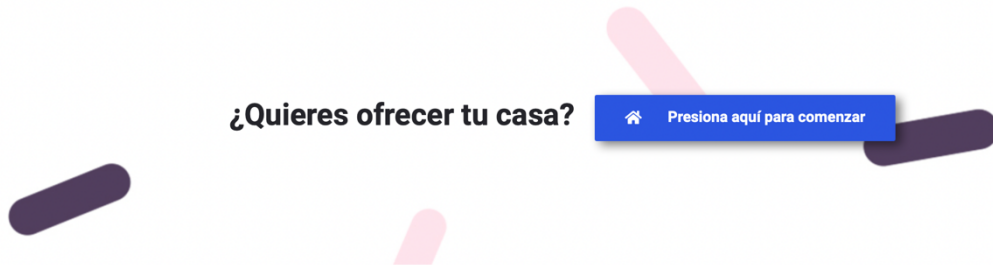 ¿Quieres ofrecer tu casa?
Presiona aquí para comenzar